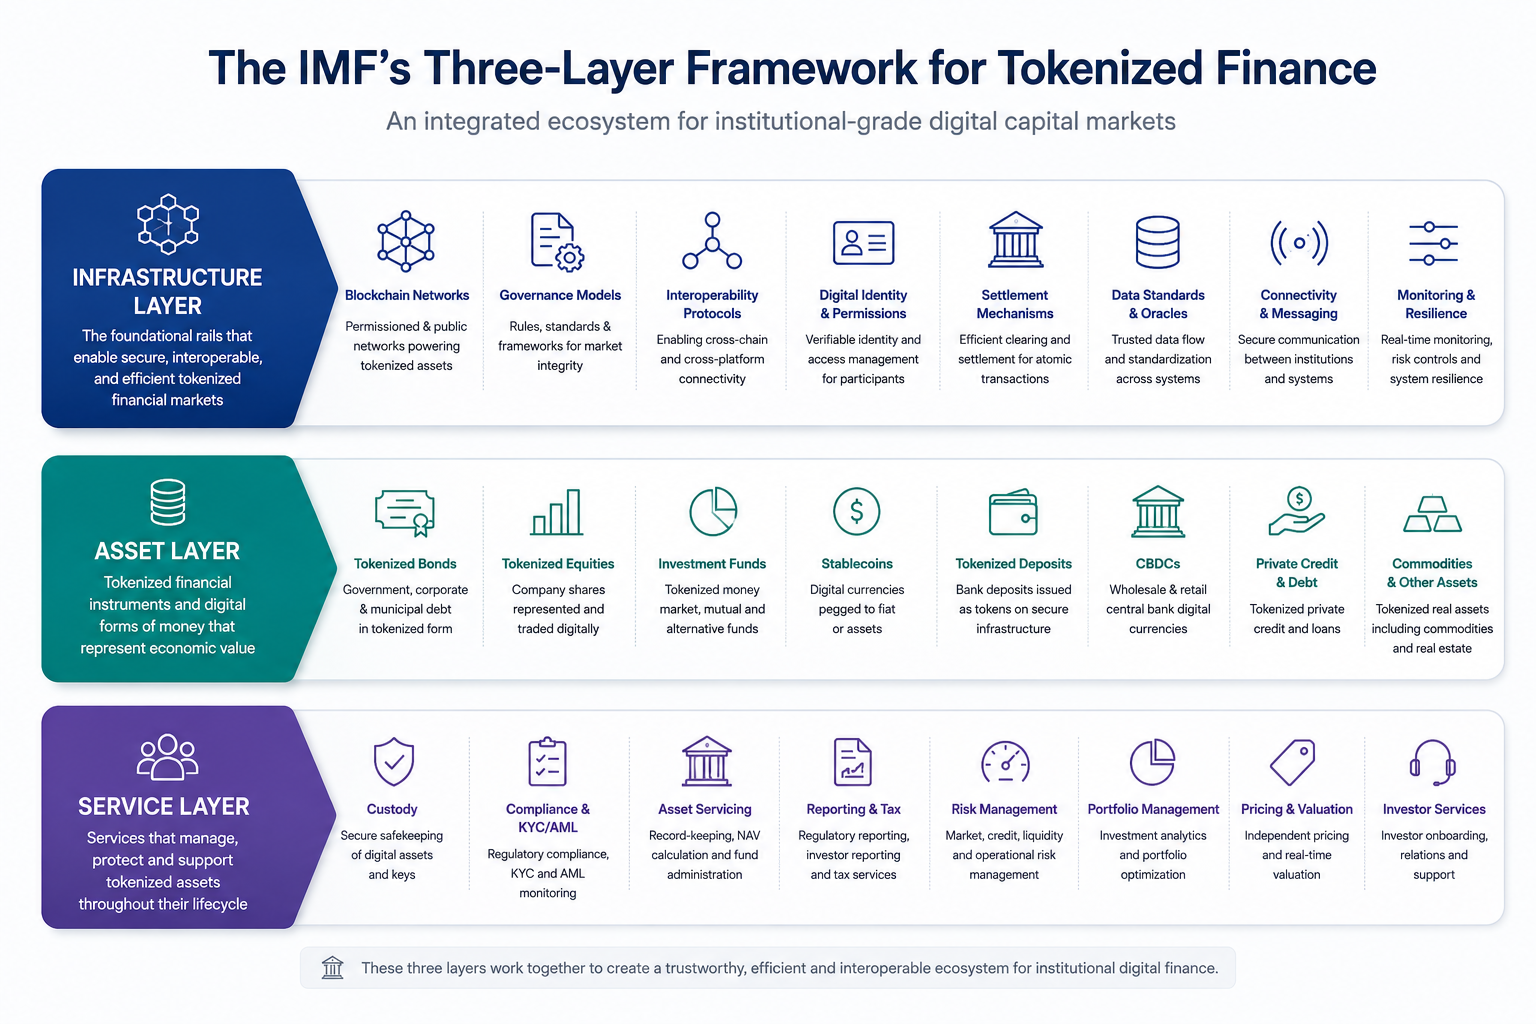 The IMF's Three-Layer Framework for Tokenized Finance
An integrated ecosystem for institutional-grade digital capital markets
INFRASTRUCTURE
LAYER
The foundational rails that
enable secure, interoperable,
and efficient tokenized
financial markets
Blockchain Networks
Permissioned & public
networks powering
tokenized assets
Governance Models
Rules, standards &
frameworks for market
integrity
Interoperability
Protocols
Enabling cross-chain
and cross-platform
connectivity
Digital Identity
& Permissions
Verifiable identity and
access management
for participants
Settlement
Mechanisms
Efficient clearing and
settlement for atomic
transactions
Data Standards
& Oracles
Trusted data flow
and standardization
across systems
Connectivity
& Messaging
Secure communication
between institutions
and systems
Monitoring &
Resilience
Real-time monitoring,
risk controls and
system resilience
ASSET LAYER
Tokenized financial
instruments and digital
forms of money that
represent economic value
Tokenized Bonds
Government, corporate
& municipal debt
in tokenized form
Tokenized Equities
Company shares
represented and
traded digitally
Investment Funds
Tokenized money
market, mutual and
alternative funds
$
Stablecoins
Digital currencies
pegged to fiat
or assets
Tokenized Deposits
Bank deposits issued
as tokens on secure
infrastructure
CBDCs
Wholesale & retail
central bank digital
currencies
$
Private Credit
& Debt
Tokenized private
credit and loans
Commodities
& Other Assets
Tokenized real assets
including commodities
and real estate
SERVICE LAYER
Services that manage,
protect and support
tokenized assets
throughout their lifecycle
Custody
Secure safekeeping
of digital assets
and keys
Compliance &
KYC/AML
Regulatory compliance,
KYC and AML
monitoring
Asset Servicing
Record-keeping, NAV
calculation and fund
administration
Reporting & Tax
Regulatory reporting,
investor reporting
and tax services
Risk Management
Market, credit, liquidity
and operational risk
management
Portfolio Management
Investment analytics
and portfolio
optimization
Pricing & Valuation
Independent pricing
and real-time
valuation
Investor Services
Investor onboarding,
relations and
support
These three layers work together to create a trustworthy, efficient and interoperable ecosystem for institutional digital finance.